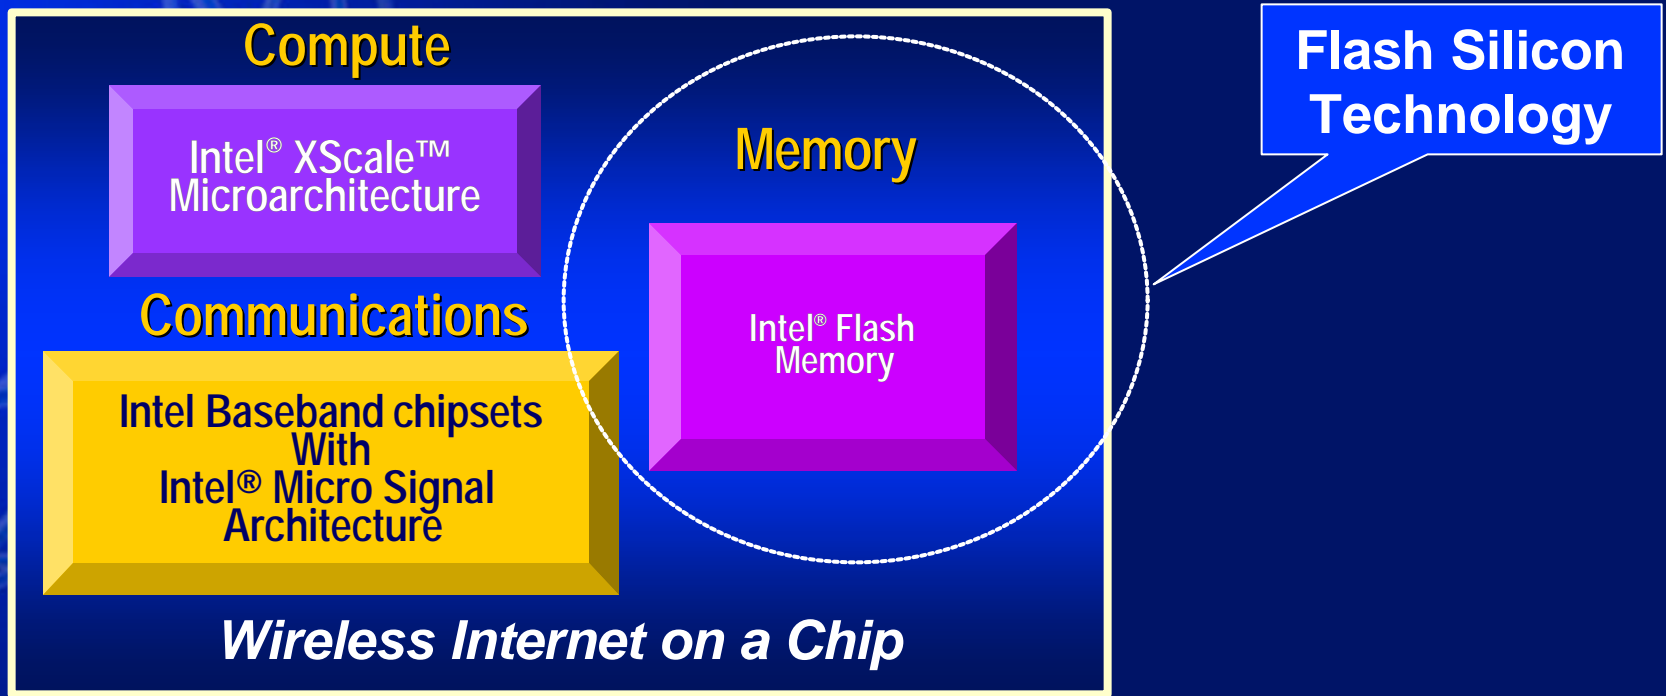 Compute
Intel® XScale™
Microarchitecture
Communications
Intel Baseband chipsets
With
Intel® Micro Signal
Architecture
Memory
Intel® Flash
Memory
Wireless Internet on a Chip
Flash Silicon
Technology